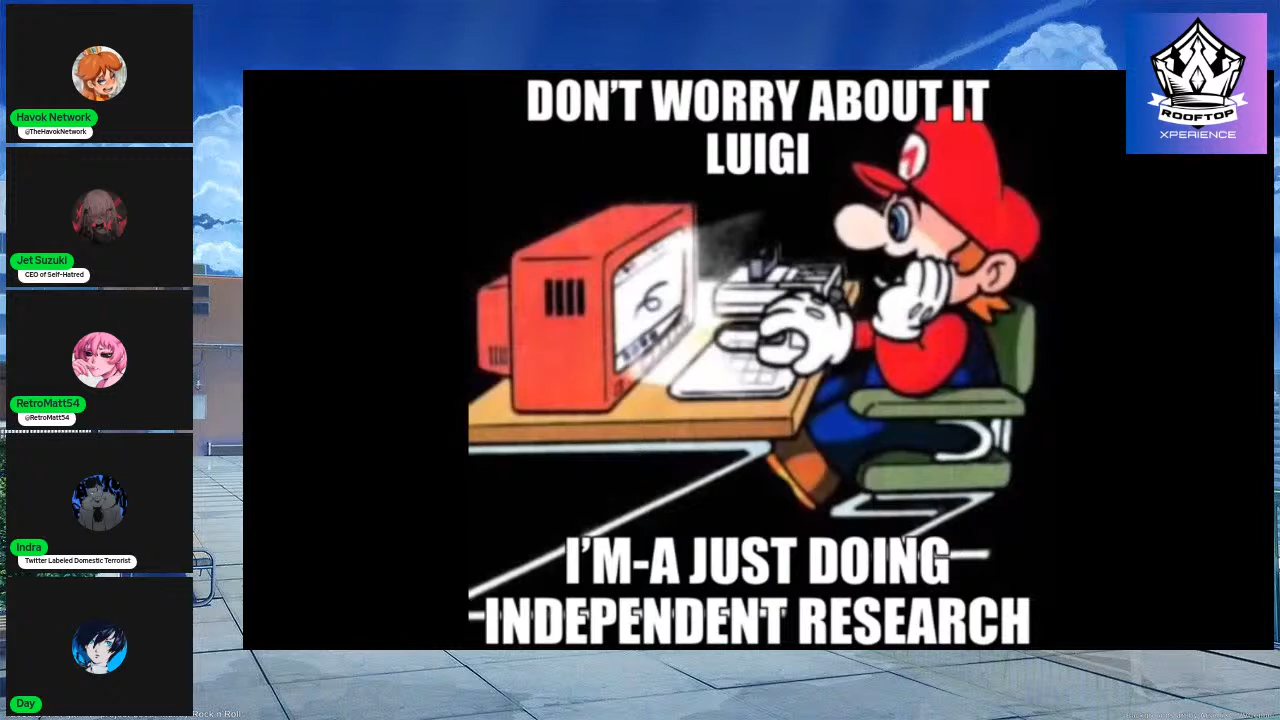 Havok Network
@TheHavokNetwork
Jet Suzuki
CEO of Self-Hatred
RetroMatt54
@RetroMatt54
Indra
Twitter Labeled Domestic Terrorist
Day
Rock n Roll
DON'T WORRY ABOUT IT
LUIGI
I'M-A JUST DOING
INDEPENDENT RESEARCH
ROOFTOP
XPERIENCE